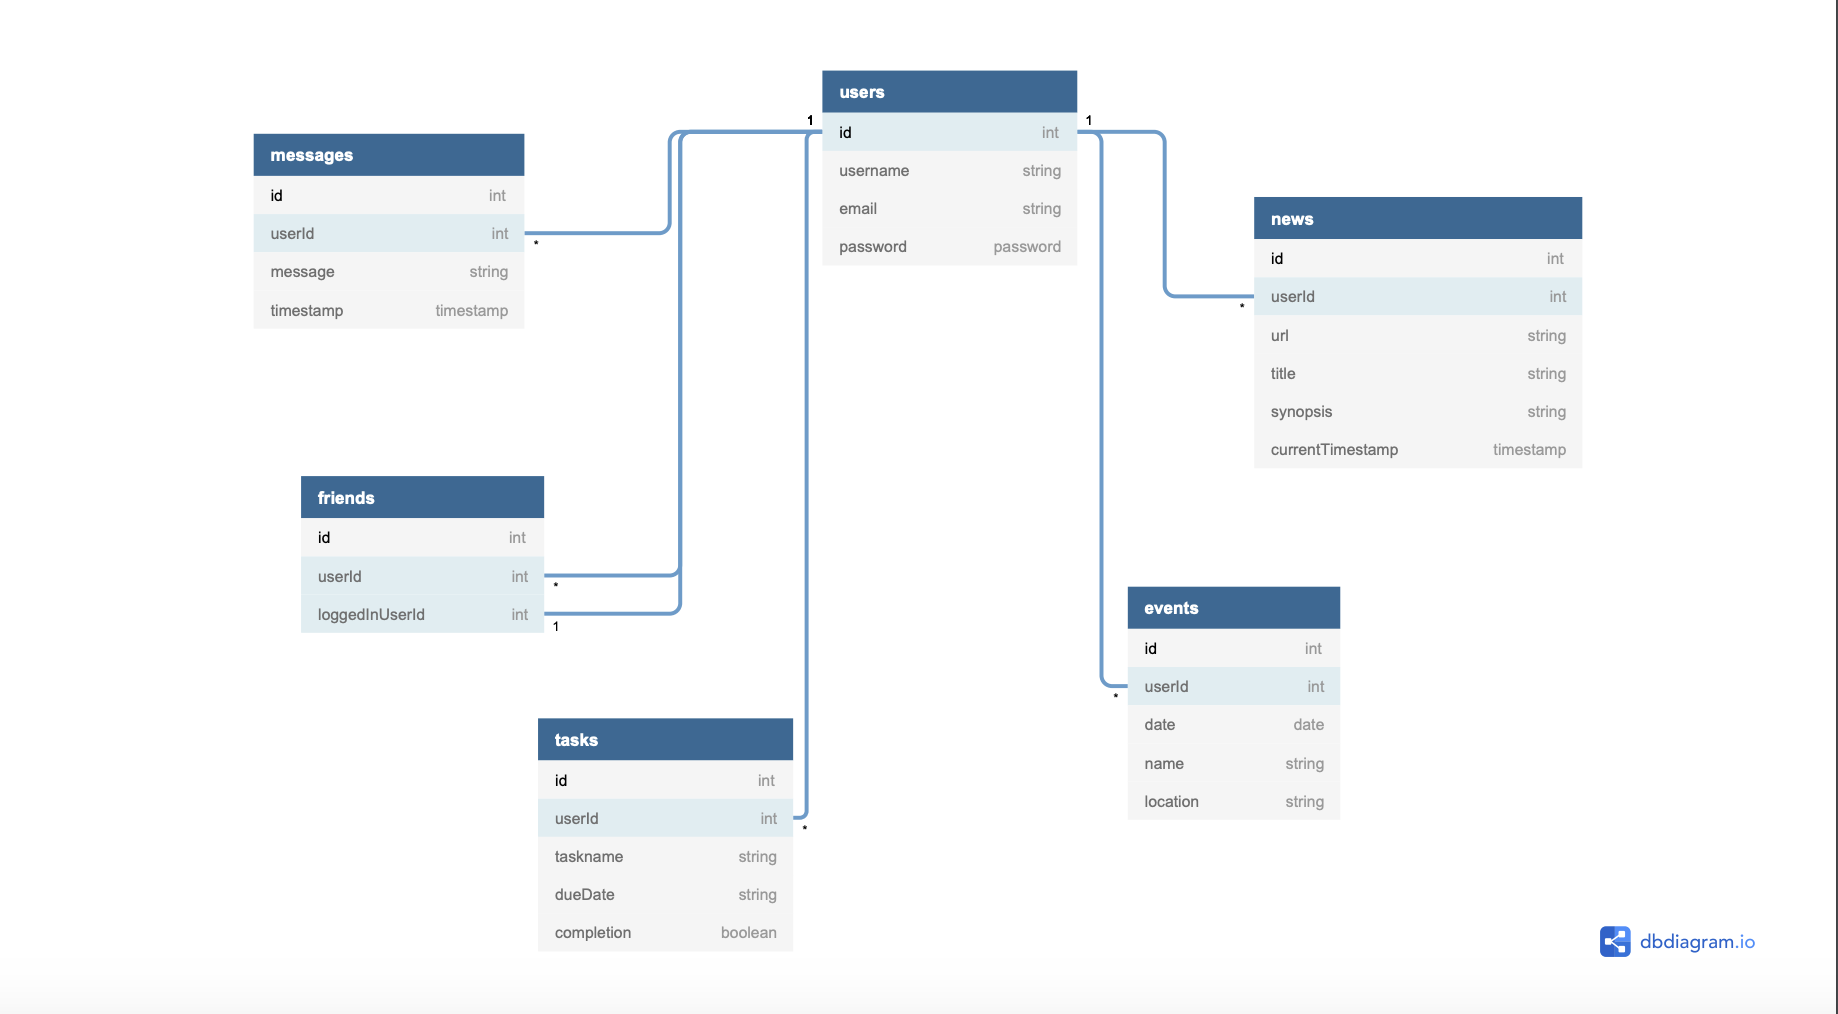 users
1
id int
1
username string
email string
password password
messages
id int
userId int
*
message string
timestamp timestamp
news
id int
userId int
*
url string
title string
synopsis string
currentTimestamp timestamp
friends
id int
userId int
*
loggedInUserId int
1
events
id int
userId int
*
date date
name string
location string
tasks
id int
userId int
*
taskname string
dueDate string
completion boolean
dbdiagram.io